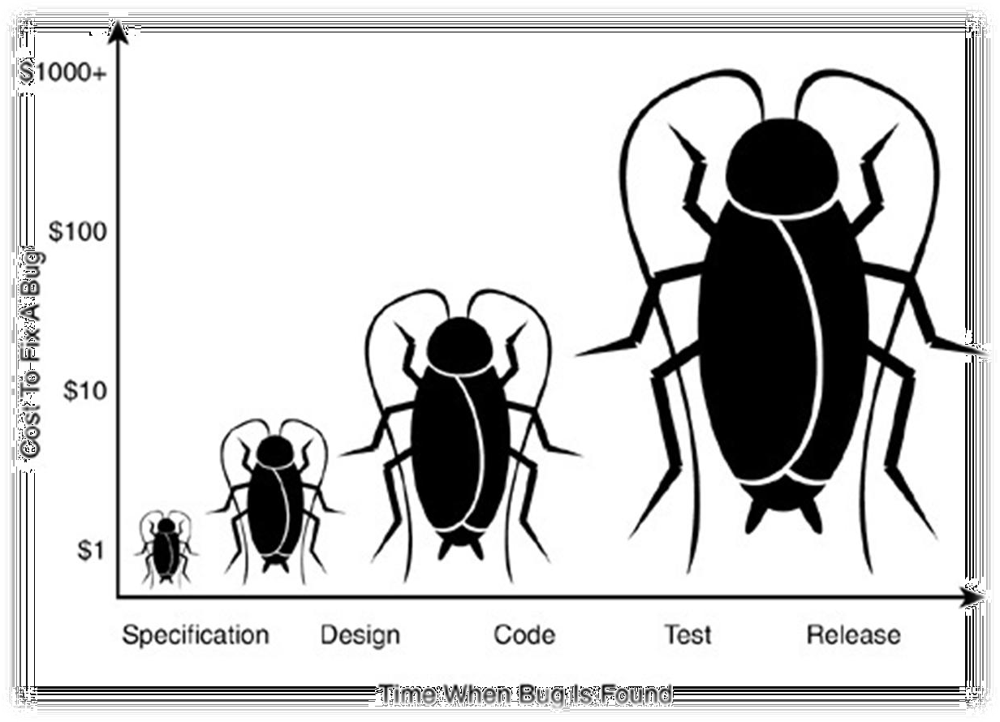 $1000+
$100
$10
$1
Cost To Fix A Bug
Specification Design Code Test Release
Time When Bug Is Found